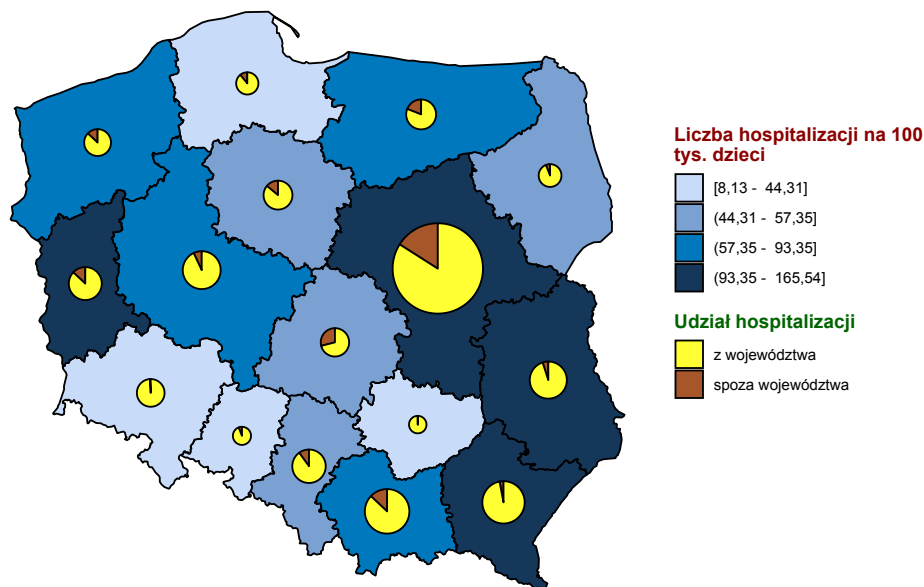 Liczba hospitalizacji na 100
tys. dzieci
[8,13 - 44,31]
(44,31 - 57,35]
(57,35 - 93,35]
(93,35 - 165,54]
Udział hospitalizacji
z województwa
spoza województwa